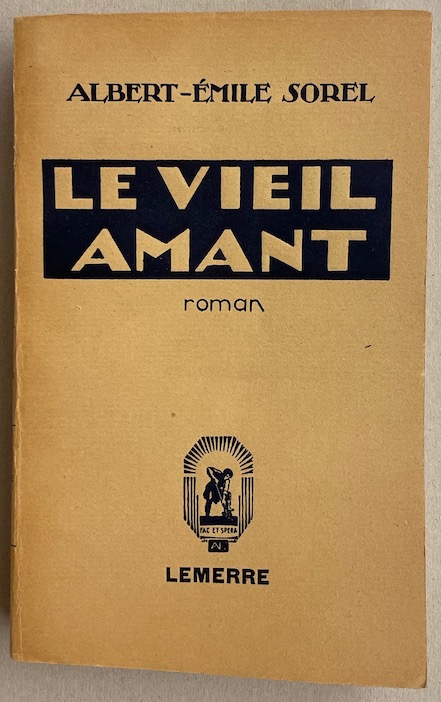 ALBERT-ÉMILE SOREL
LE VIEIL
AMANT
roman
FAC ET SPERA
AL
LEMERRE